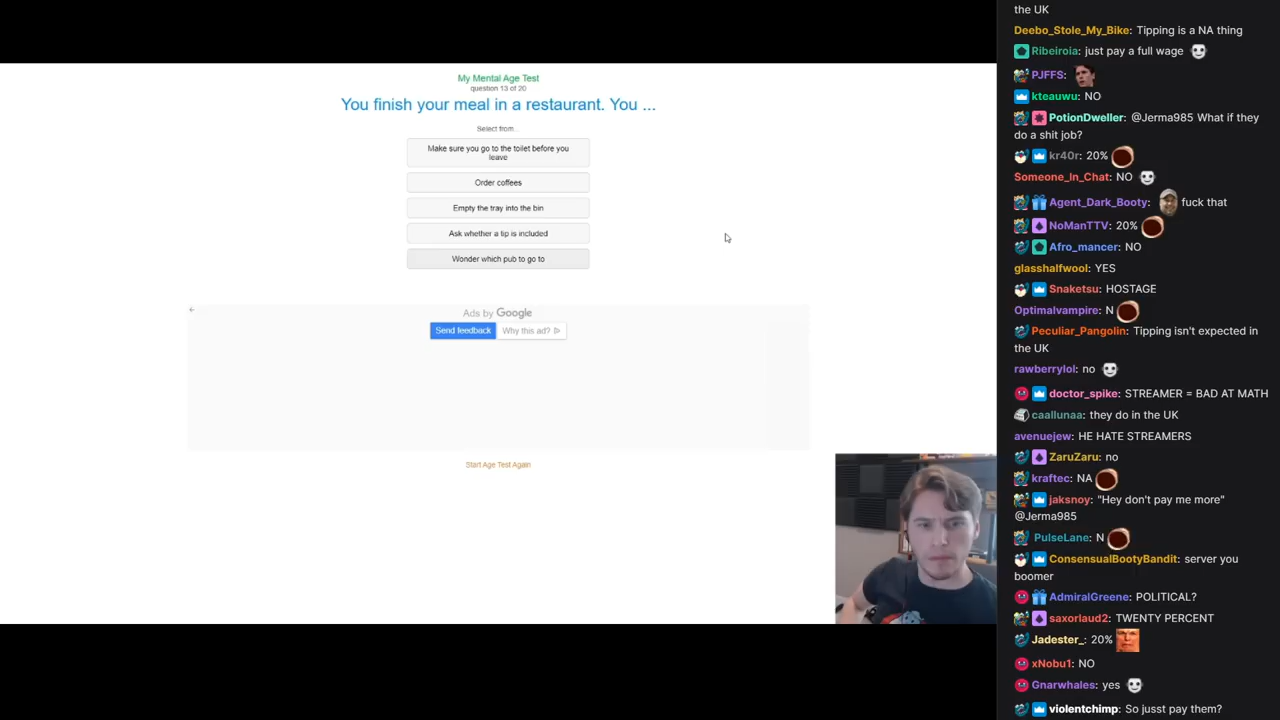 My Mental Age Test
question 13 of 20
You finish your meal in a restaurant. You ...
Select from...
Make sure you go to the toilet before you
leave
Order coffees
Empty the tray into the bin
Ask whether a tip is included
Wonder which pub to go to
Ads by Google
Send feedback
Why this ad?
Start Age Test Again
the UK
Deebo_Stole_My_Bike: Tipping is a NA thing
Ribeiroia: just pay a full wage
PJFFS:
kteauwu: NO
PotionDweller: @Jerma985 What if they
do a shit job?
kr40r: 20%
Someone_In_Chat: NO
Agent_Dark_Booty: fuck that
NoManTTV: 20%
Afro_mancer: NO
glasshalfwool: YES
Snaketsu: HOSTAGE
Optimalvampire: N
Peculiar_Pangolin: Tipping isn't expected in
the UK
rawberrylol: no
doctor_spike: STREAMER = BAD AT MATH
caallunaa: they do in the UK
avenuejew: HE HATE STREAMERS
ZaruZaru: no
kraftec: NA
jaksnoy: "Hey don't pay me more"
@Jerma985
PulseLane: N
ConsensualBootyBandit: server you
boomer
AdmiralGreene: POLITICAL?
saxorlaud2: TWENTY PERCENT
Jadester_: 20%
xNobu1: NO
Gnarwhales: yes
violentchimp: So jusst pay them?